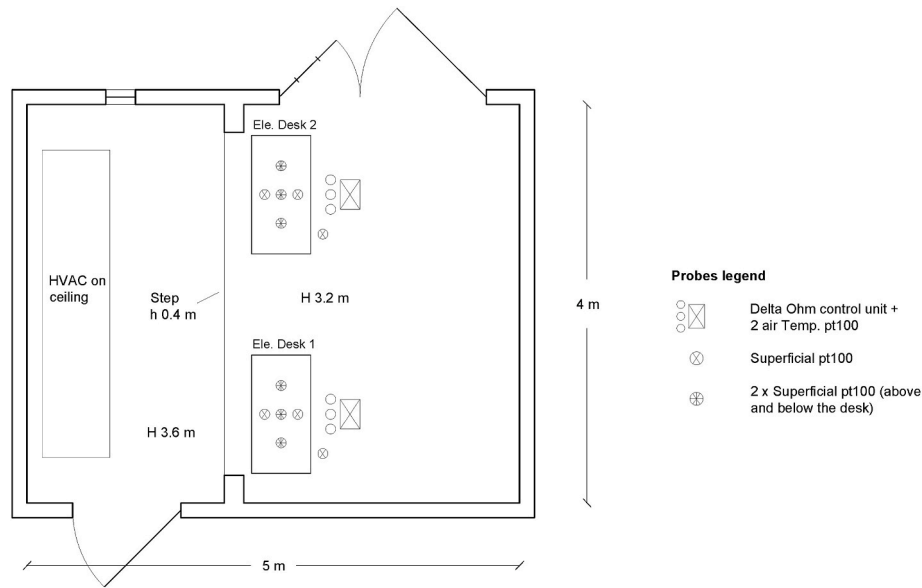 Ele. Desk 2
HVAC on
ceiling
Step
h 0.4 m
H 3.2 m
4 m
Ele. Desk 1
H 3.6 m
5 m
Probes legend
Delta Ohm control unit +
2 air Temp. pt100
Superficial pt100
2 x Superficial pt100 (above
and below the desk)